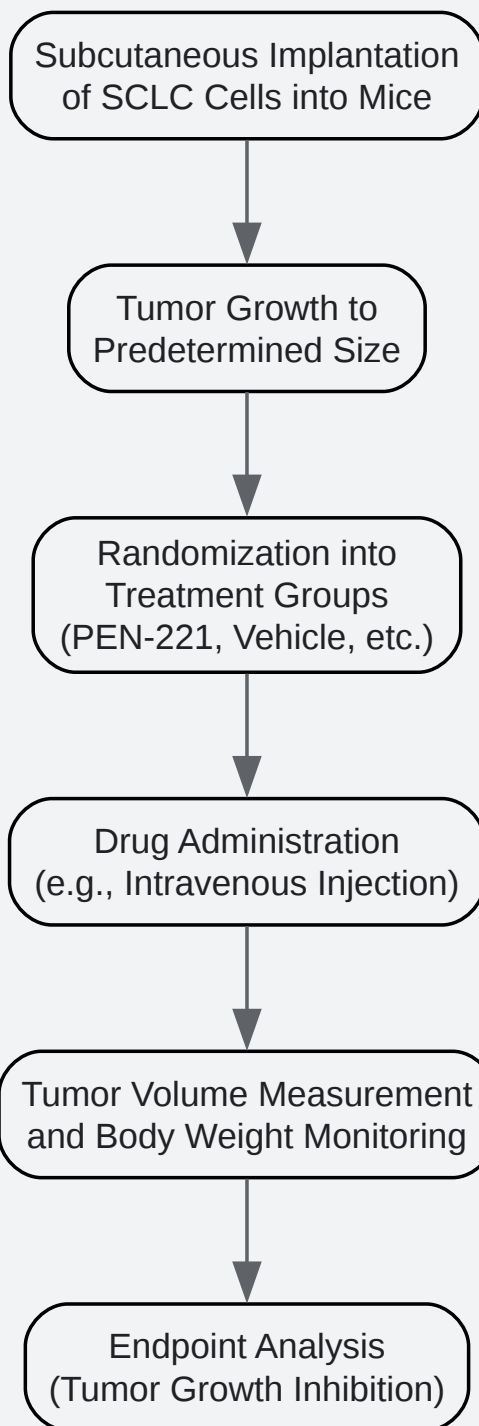 Subcutaneous Implantation
of SCLC Cells into Mice
Tumor Growth to
Predetermined Size
Randomization into
Treatment Groups
(PEN-221, Vehicle, etc.)
Drug Administration
(e.g., Intravenous Injection)
Tumor Volume Measurement
and Body Weight Monitoring
Endpoint Analysis
(Tumor Growth Inhibition)